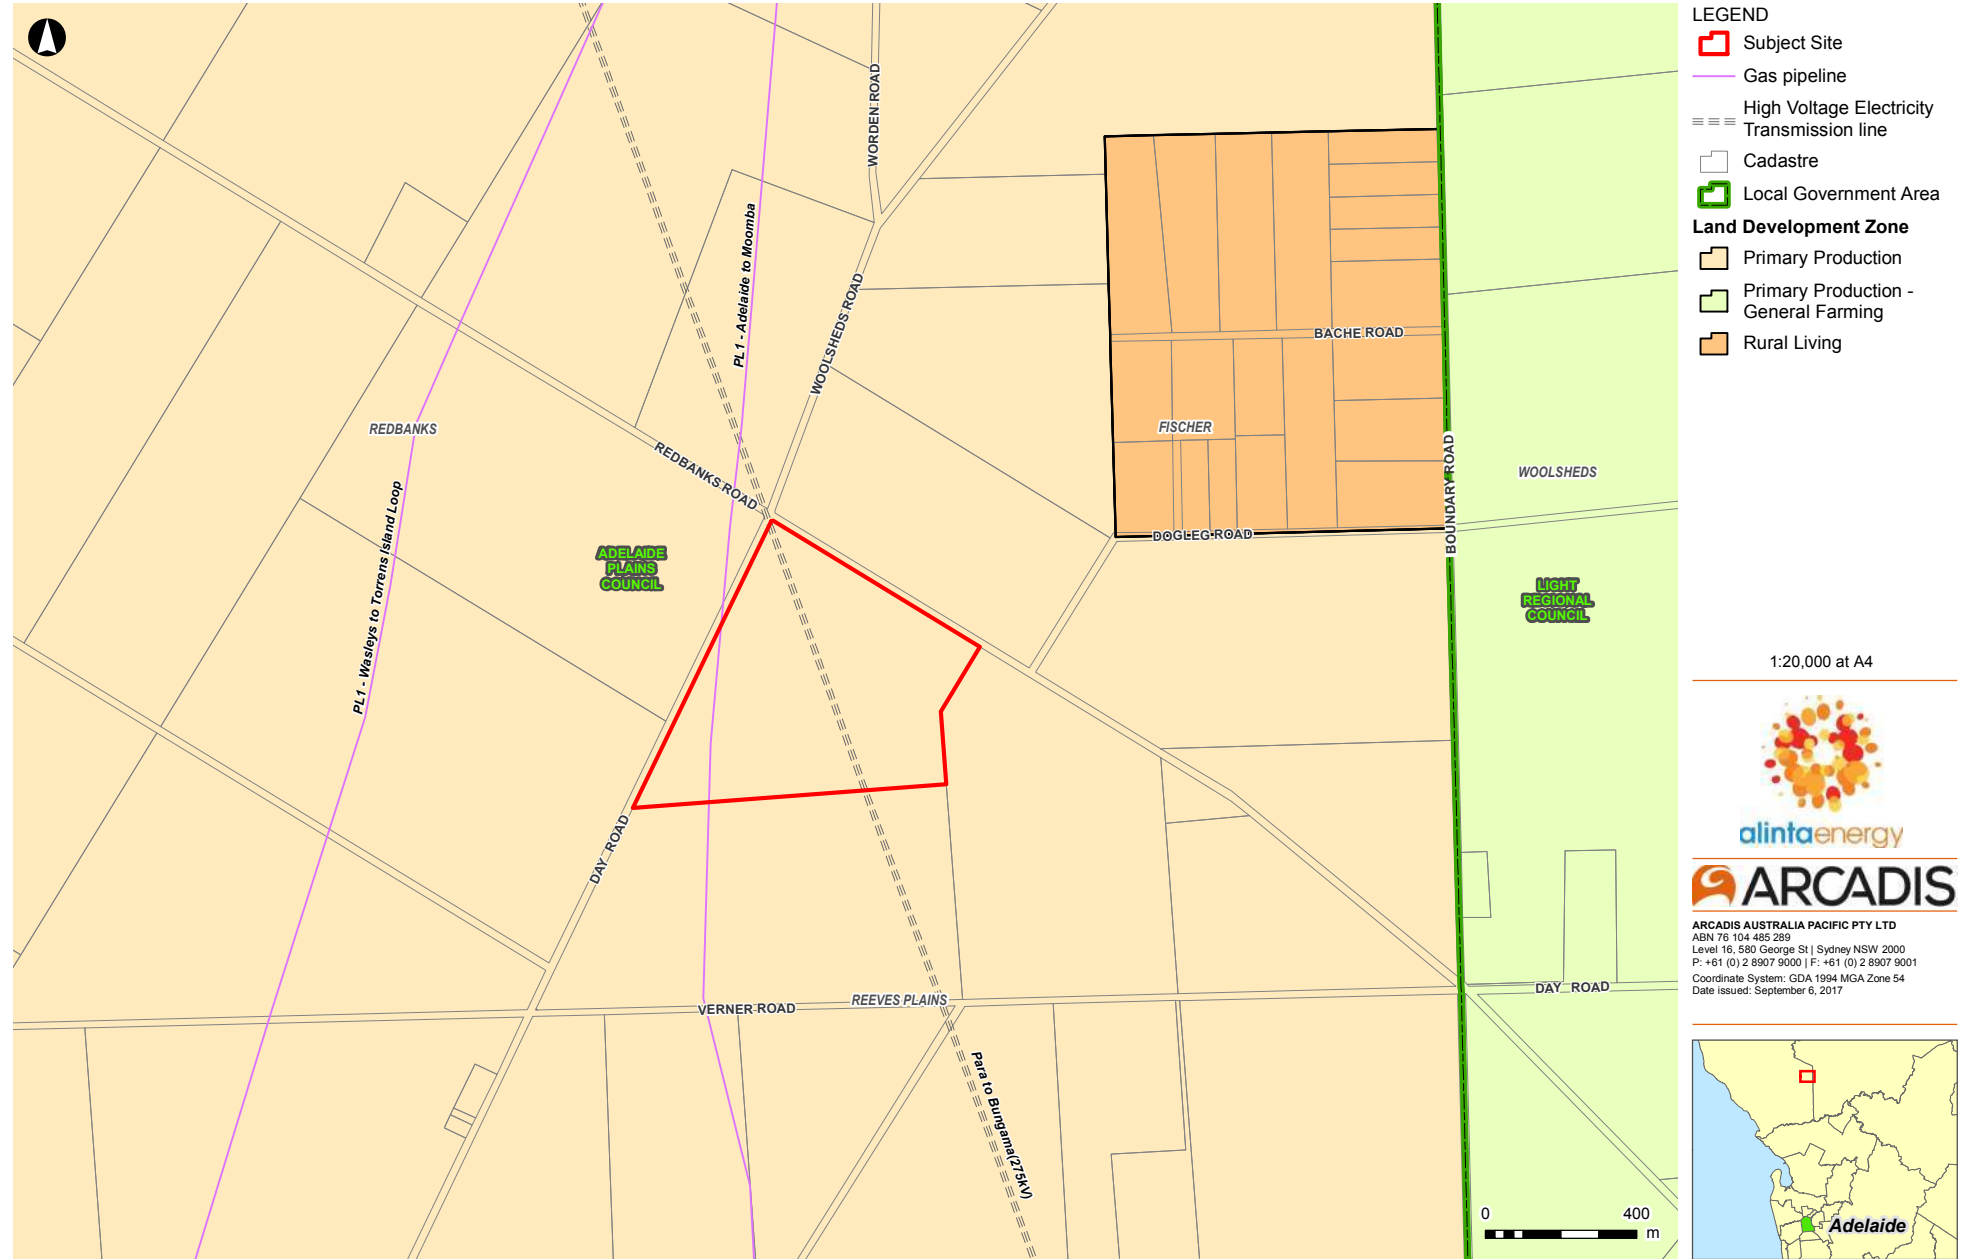 WORDEN ROAD
PL1 - Adelaide to Moomba
WOOLSHEDS ROAD
BACHE ROAD
REDBANKS
FISCHER
REDBANKS ROAD
BOUNDARY ROAD
WOOLSHEDS
PL1 - Wasleys to Torrens Island Loop
DOGLEG ROAD
ADELAIDE
PLAINS
COUNCIL
LIGHT
REGIONAL
COUNCIL
DAY ROAD
VERNER ROAD
REEVES PLAINS
DAY ROAD
Para to Bungama(275kV)
0 400
m
LEGEND
Subject Site
Gas pipeline
High Voltage Electricity
Transmission line
Cadastre
Local Government Area
Land Development Zone
Primary Production
Primary Production -
General Farming
Rural Living
1:20,000 at A4
alintaenergy
ARCADIS
ARCADIS AUSTRALIA PACIFIC PTY LTD
ABN 76 104 485 289
Level 16, 580 George St | Sydney NSW 2000
P: +61 (0) 2 8907 9000 | F: +61 (0) 2 8907 9001
Coordinate System: GDA 1994 MGA Zone 54
Date issued: September 6, 2017
Adelaide